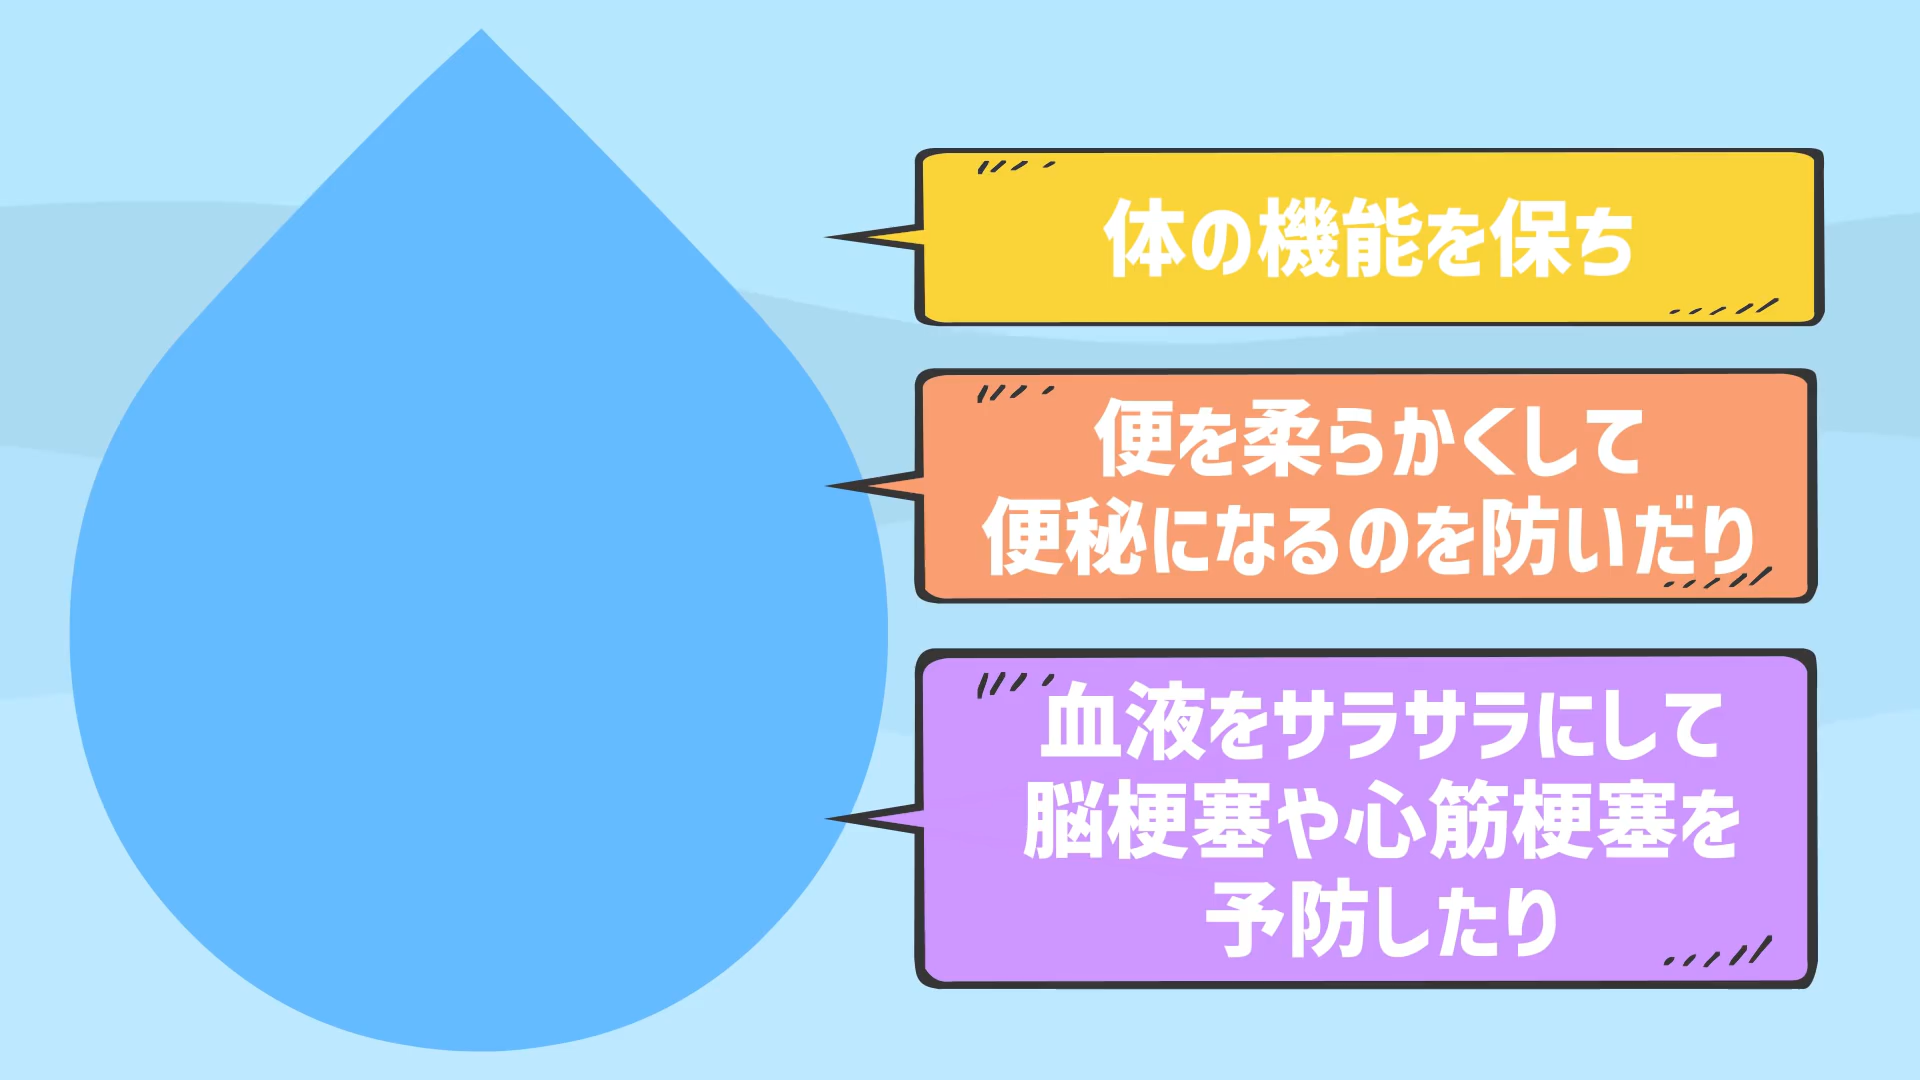 体の機能を保ち
便を柔らかくして
便秘になるのを防いだり
血液をサラサラにして
脳梗塞や心筋梗塞を
予防したり